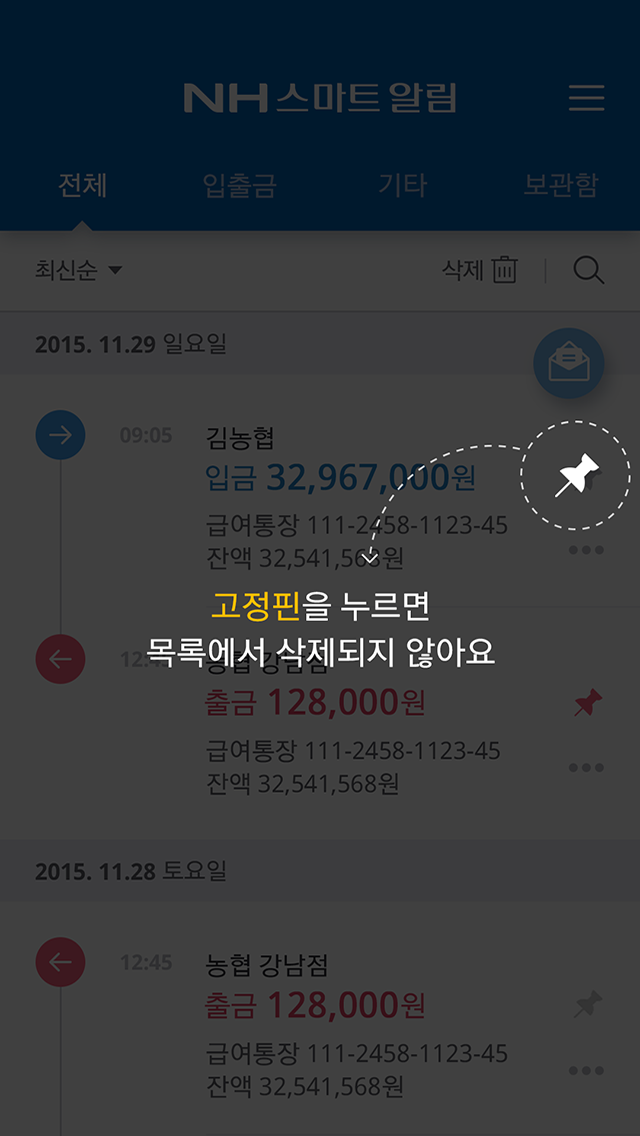 NH스마트 알림
전체 입출금 기타 보관함
최신순 삭제
2015. 11.29 일요일
09:05 김농협
입금 32,967,000원
급여통장 111-2458-1123-45
잔액 32,541,568원
고정핀을 누르면
목록에서 삭제되지 않아요
12:45 농협 강남점
출금 128,000원
급여통장 111-2458-1123-45
잔액 32,541,568원
2015. 11.28 토요일
12:45 농협 강남점
출금 128,000원
급여통장 111-2458-1123-45
잔액 32,541,568원